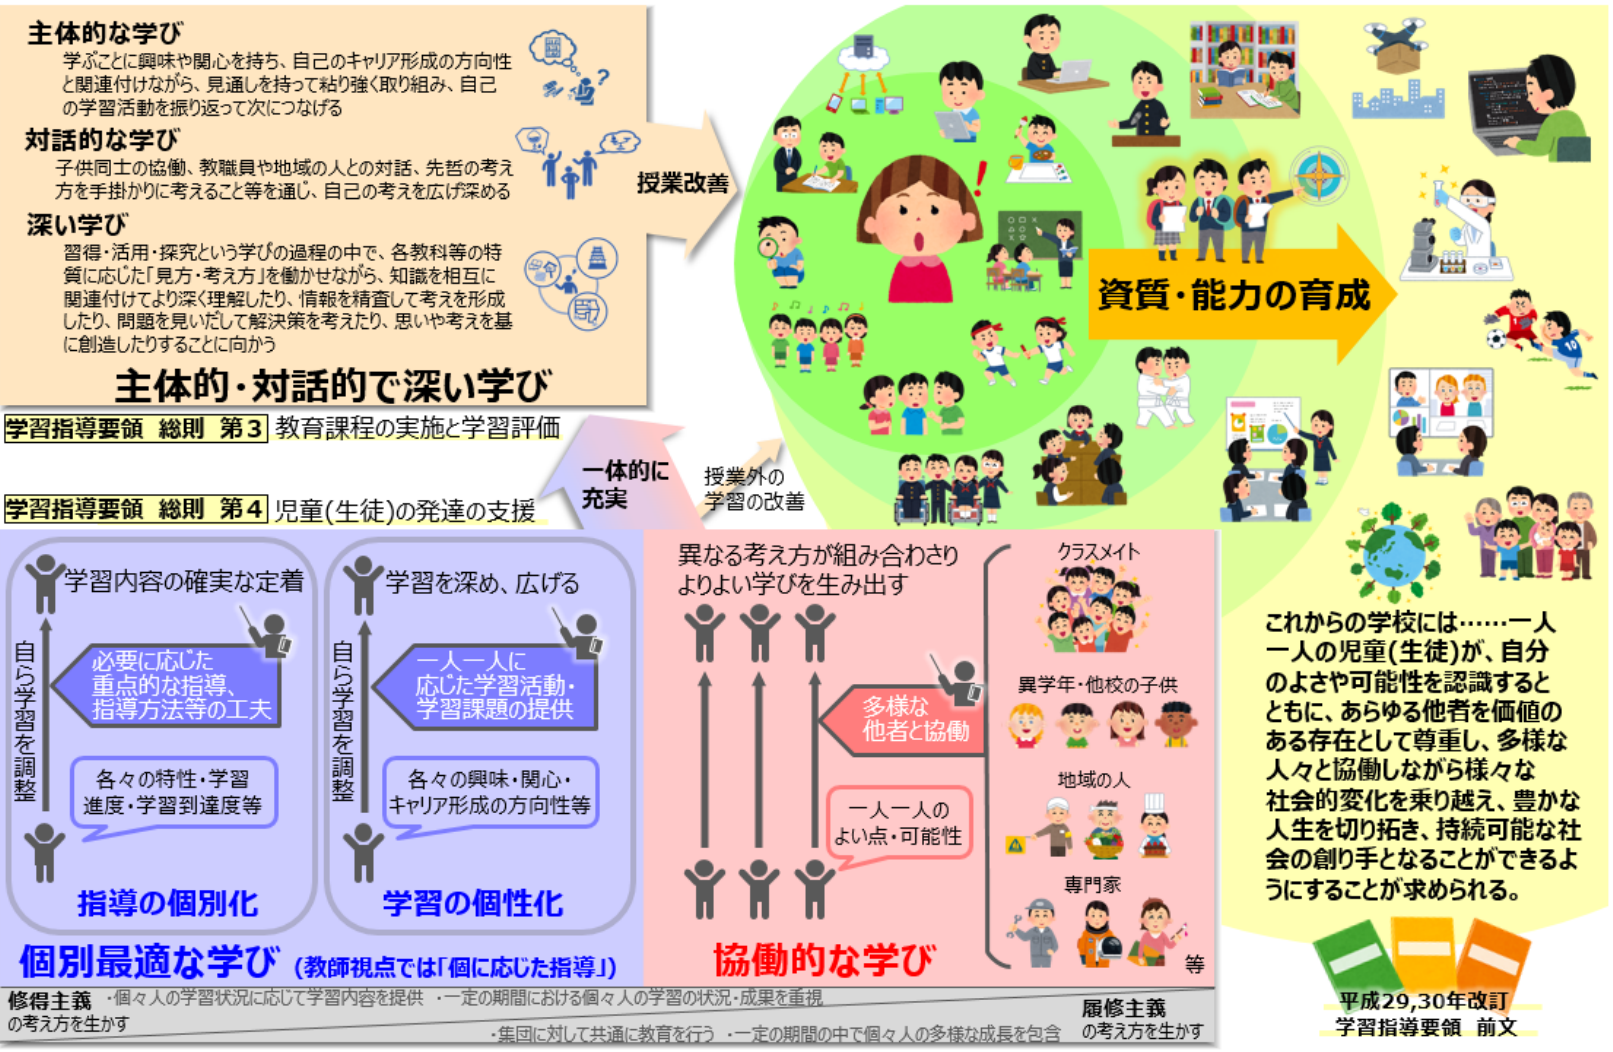 主体的な学び
学ぶことに興味や関心を持ち、自己のキャリア形成の方向性
と関連付けながら、見通しを持って粘り強く取り組み、自己
の学習活動を振り返って次につなげる
対話的な学び
子供同士の協働、教職員や地域の人との対話、先哲の考え
方を手掛かりに考えること等を通じ、自己の考えを広げ深める
深い学び
習得・活用・探究という学びの過程の中で、各教科等の特
質に応じた「見方・考え方」を働かせながら、知識を相互に
関連付けてより深く理解したり、情報を精査して考えを形成
したり、問題を見いだして解決策を考えたり、思いや考えを基
に創造したりすることに向かう
主体的・対話的で深い学び
授業改善
資質・能力の育成
学習指導要領 総則 第3 教育課程の実施と学習評価
学習指導要領 総則 第4 児童(生徒)の発達の支援
一体的に
充実
授業外の
学習の改善
学習内容の確実な定着
自ら学習を調整
必要に応じた
重点的な指導、
指導方法等の工夫
各々の特性・学習
進度・学習到達度等
指導の個別化
学習を深め、広げる
自ら学習を調整
一人一人に
応じた学習活動・
学習課題の提供
各々の興味・関心・
キャリア形成の方向性等
学習の個性化
個別最適な学び (教師視点では「個に応じた指導」)
異なる考え方が組み合わさり
よりよい学びを生み出す
多様な
他者と協働
一人一人の
よい点・可能性
クラスメイト
異学年・他校の子供
地域の人
専門家
等
協働的な学び
修得主義
の考え方を生かす
・個々人の学習状況に応じて学習内容を提供 ・一定の期間における個々人の学習の状況・成果を重視
・集団に対して共通に教育を行う ・一定の期間の中で個々人の多様な成長を包含
履修主義
の考え方を生かす
これからの学校には……一人
一人の児童(生徒)が、自分
のよさや可能性を認識すると
ともに、あらゆる他者を価値の
ある存在として尊重し、多様な
人々と協働しながら様々な
社会的変化を乗り越え、豊かな
人生を切り拓き、持続可能な社
会の創り手となることができるよ
うにすることが求められる。
平成29,30年改訂
学習指導要領 前文